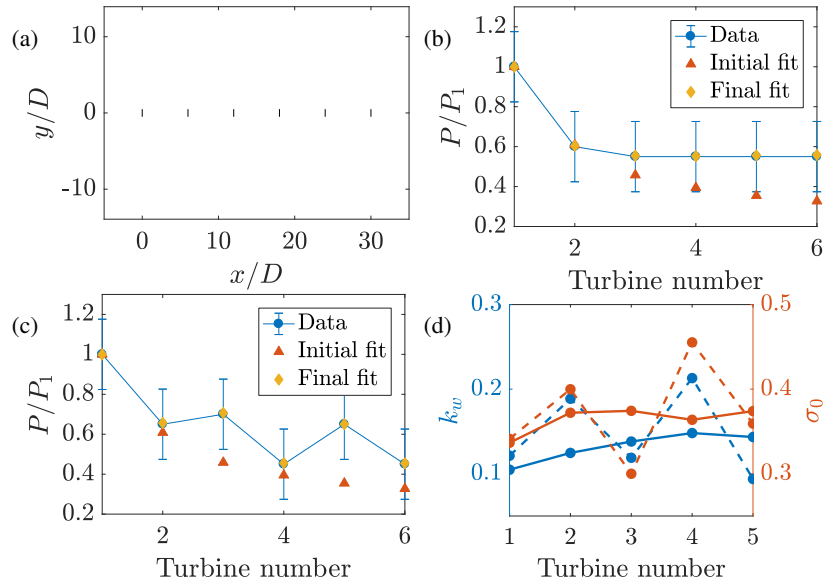 (a)
10
0
-10
y/D
0 10 20 30
x/D
(b)
1.2
1
0.8
0.6
0.4
0.2
P/P₁
Data
Initial fit
Final fit
2 4 6
Turbine number
(c)
1.2
1
0.8
0.6
0.4
0.2
P/P₁
Data
Initial fit
Final fit
2 4 6
Turbine number
(d)
0.3
0.2
0.1
k_w
0.5
0.4
0.3
σ₀
1 2 3 4 5
Turbine number